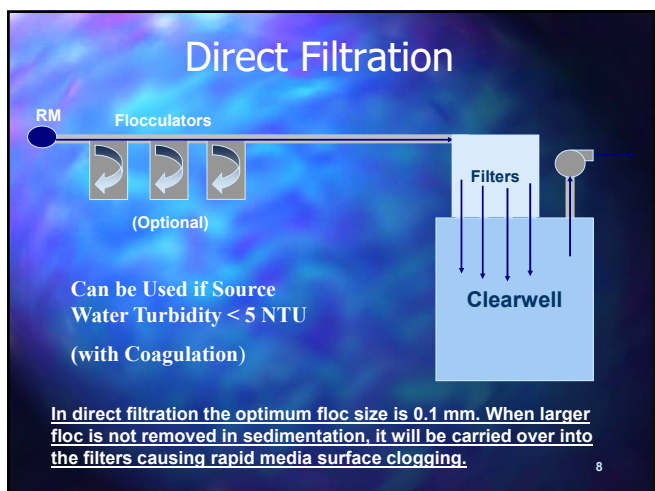 Direct Filtration
RM
Flocculators
(Optional)
Filters
Clearwell
Can be Used if Source
Water Turbidity < 5 NTU
(with Coagulation)
In direct filtration the optimum floc size is 0.1 mm. When larger
floc is not removed in sedimentation, it will be carried over into
the filters causing rapid media surface clogging.
8